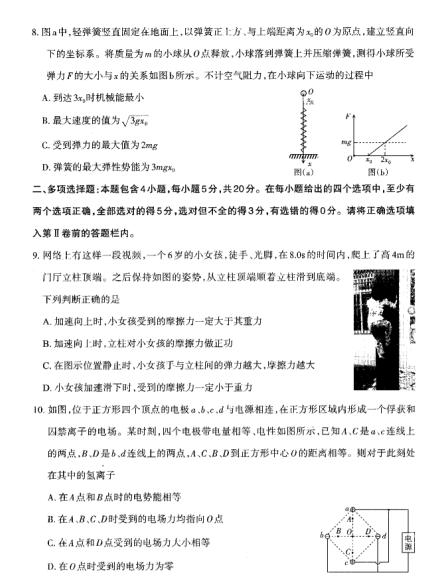 8. 图a中,轻弹簧竖直固定在地面上,以弹簧正上方、与上端距离为x₀的O为原点,建立竖直向
下的坐标系。将质量为m的小球从O点释放,小球落到弹簧上并压缩弹簧,测得小球所受
弹力F的大小与x的关系如图b所示。不计空气阻力,在小球向下运动的过程中
A. 到达3x₀时机械能最小
B. 最大速度的值为√3gx₀
C. 受到弹力的最大值为2mg
D. 弹簧的最大弹性势能为3mgx₀
O
x₀
x
图(a)
F
mg
O
x₀
2x₀
x
图(b)
二、多项选择题:本题包含4小题,每小题5分,共20分。在每小题给出的四个选项中,至少有
两个选项正确,全部选对的得5分,选对但不全的得3分,有选错的得0分。请将正确选项填
入第Ⅱ卷前的答题栏内。
9. 网络上有这样一段视频,一个6岁的小女孩,徒手、光脚,在8.0s的时间内,爬上了高4m的
门厅立柱顶端。之后保持如图的姿势,从立柱顶端顺着立柱滑到底端。
下列判断正确的是
A. 加速向上时,小女孩受到的摩擦力一定大于其重力
B. 加速向上时,立柱对小女孩的摩擦力做正功
C. 在图示位置静止时,小女孩手与立柱间的弹力越大,摩擦力越大
D. 小女孩加速滑下时,受到的摩擦力一定小于重力
10. 如图,位于正方形四个顶点的电极a、b、c、d与电源相连,在正方形区域内形成一个俘获和
囚禁离子的电场。某时刻,四个电极带电量相等、电性如图所示,已知A、C是a、c连线上
的两点,B、D是b、d连线上的两点,A、C、B、D到正方形中心O的距离相等。则对于此刻处
在其中的氢离子
A. 在A点和B点时的电势能相等
B. 在A、B、C、D时受到的电场力均指向O点
C. 在A点和D点受到的电场力大小相等
D. 在O点时受到的电场力为零
a
A
b
B
O
D
d
C
c
电源